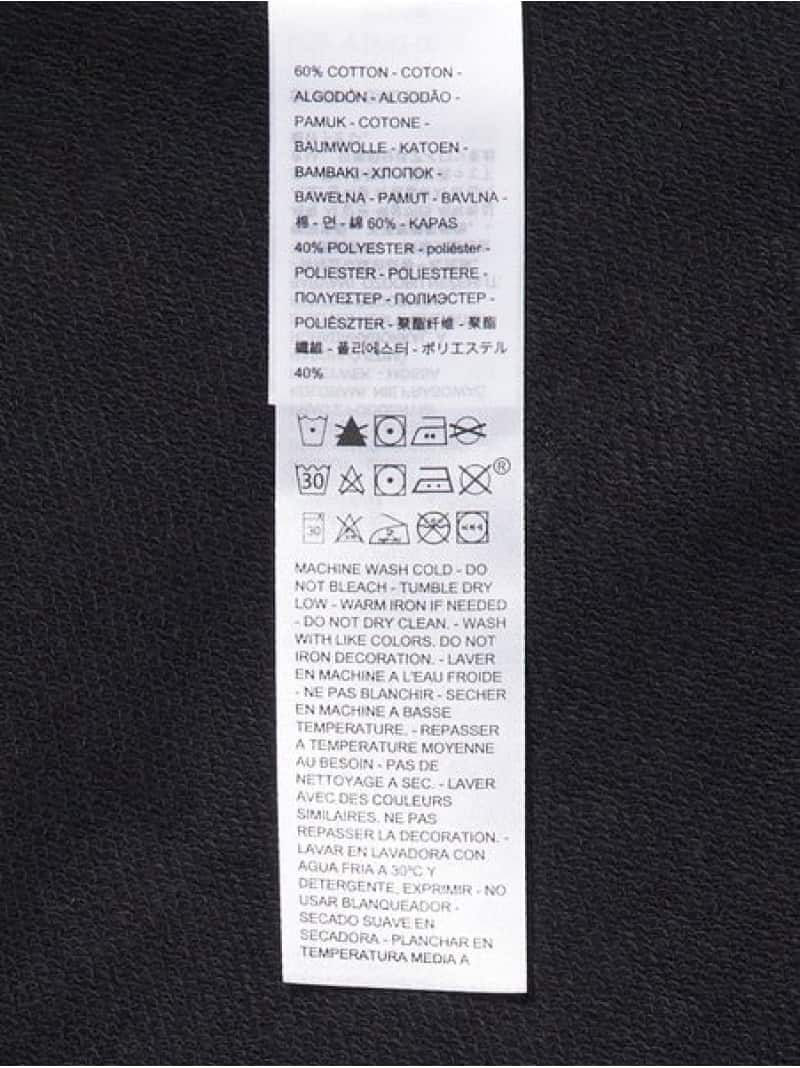 60% COTTON - COTON -
ALGODÓN - ALGODÃO -
PAMUK - COTONE -
BAUMWOLLE - KATOEN -
BAMBAKI - ХЛОПОК -
BAWEŁNA - PAMUT - BAVLNA -
棉 - 면 - 綿 60% - KAPAS
40% POLYESTER - poliéster -
POLIESTER - POLIESTERE -
ΠΟΛΥΕΣΤΕΡ - ПОЛИЭСТЕР -
POLIÉSZTER - 聚酯纤维 - 聚酯
纖維 - 폴리에스터 - ポリエステル
40%
30 ®
30
MACHINE WASH COLD - DO
NOT BLEACH - TUMBLE DRY
LOW - WARM IRON IF NEEDED
- DO NOT DRY CLEAN. - WASH
WITH LIKE COLORS. DO NOT
IRON DECORATION. - LAVER
EN MACHINE A L'EAU FROIDE
- NE PAS BLANCHIR - SECHER
EN MACHINE A BASSE
TEMPERATURE. - REPASSER
A TEMPERATURE MOYENNE
AU BESOIN - PAS DE
NETTOYAGE A SEC. - LAVER
AVEC DES COULEURS
SIMILAIRES. NE PAS
REPASSER LA DECORATION. -
LAVAR EN LAVADORA CON
AGUA FRIA A 30ºC Y
DETERGENTE, EXPRIMIR - NO
USAR BLANQUEADOR -
SECADO SUAVE EN
SECADORA - PLANCHAR EN
TEMPERATURA MEDIA A